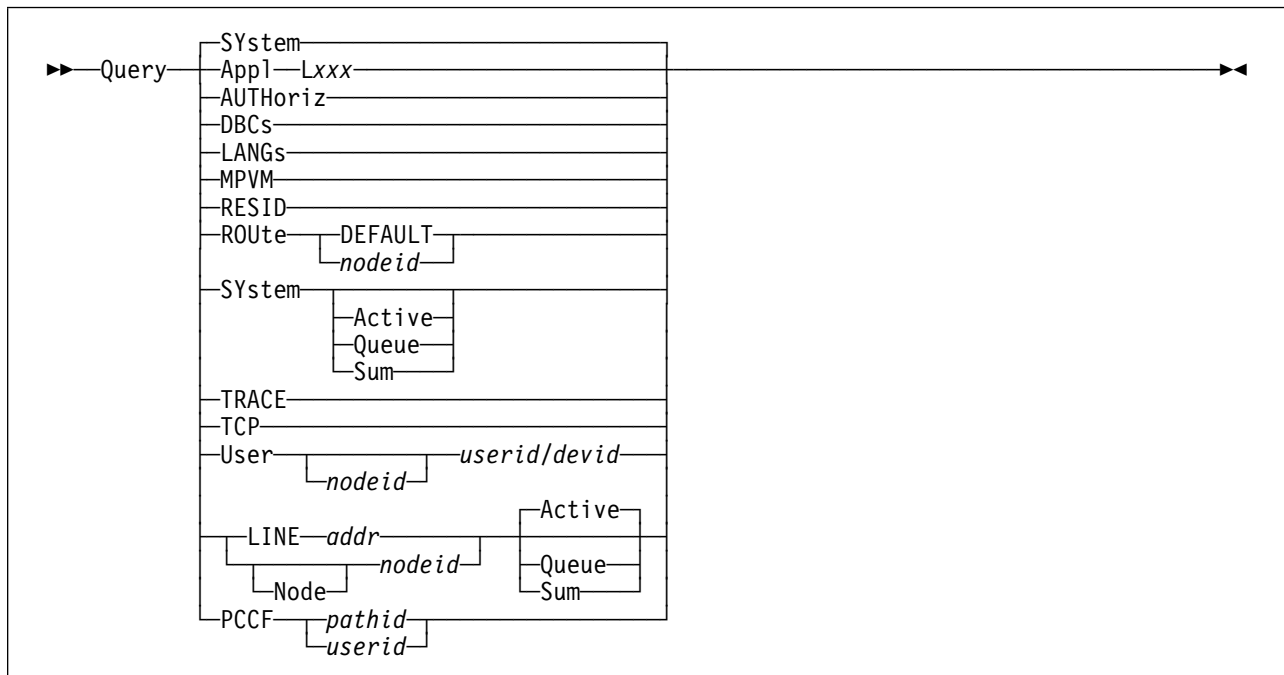 SYstem
Query Appl Lxxx
AUTHoriz
DBCs
LANGs
MPVM
RESID
ROUte DEFAULT
nodeid
SYstem
Active
Queue
Sum
TRACE
TCP
User userid/devid
nodeid
Active
LINE addr
nodeid Queue
Node Sum
PCCF pathid
userid